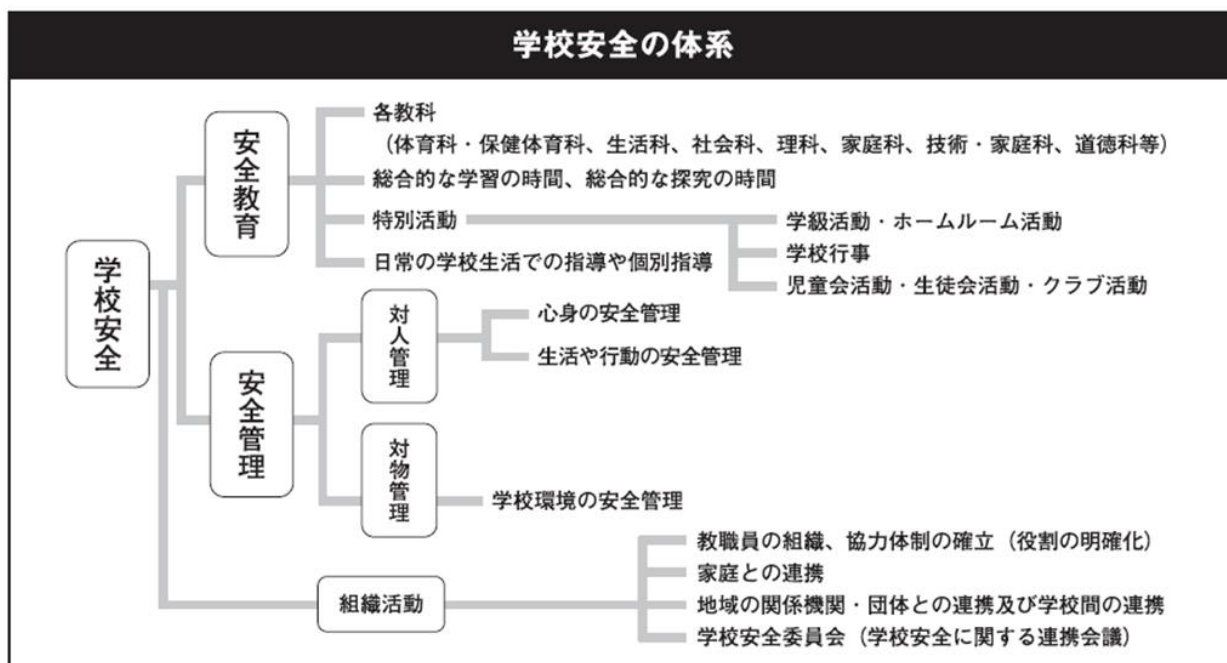 学校安全の体系
学校安全
安全教育
各教科
（体育科・保健体育科、生活科、社会科、理科、家庭科、技術・家庭科、道徳科等）
総合的な学習の時間、総合的な探究の時間
特別活動
学級活動・ホームルーム活動
学校行事
児童会活動・生徒会活動・クラブ活動
日常の学校生活での指導や個別指導
安全管理
対人管理
心身の安全管理
生活や行動の安全管理
対物管理
学校環境の安全管理
組織活動
教職員の組織、協力体制の確立（役割の明確化）
家庭との連携
地域の関係機関・団体との連携及び学校間の連携
学校安全委員会（学校安全に関する連携会議）